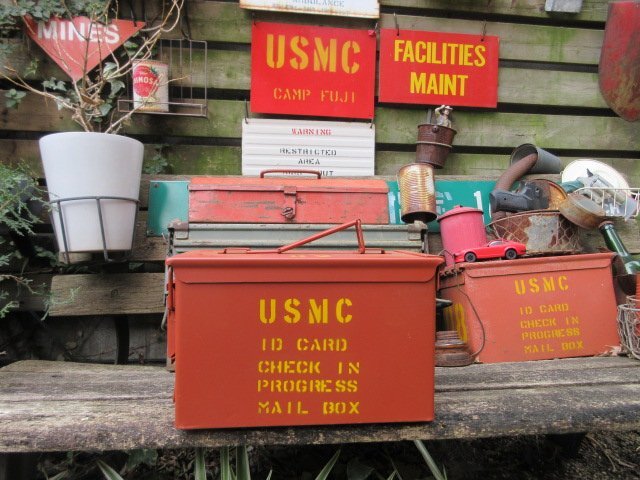 MINES
USMC
CAMP FUJI
FACILITIES
MAINT
WARNING
RESTRICTED
AREA
USMC
ID CARD
CHECK IN
PROGRESS
MAIL BOX
USMC
ID CARD
CHECK IN
PROGRESS
MAIL BOX